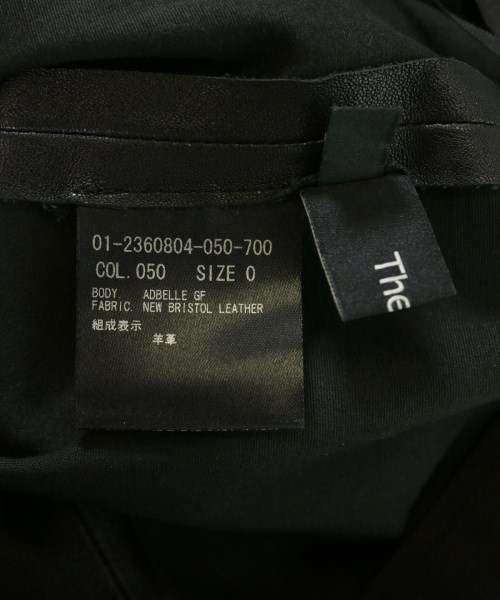 01-2360804-050-700
COL. 050 SIZE 0
BODY. ADBELLE GF
FABRIC. NEW BRISTOL LEATHER
組成表示
羊革
The